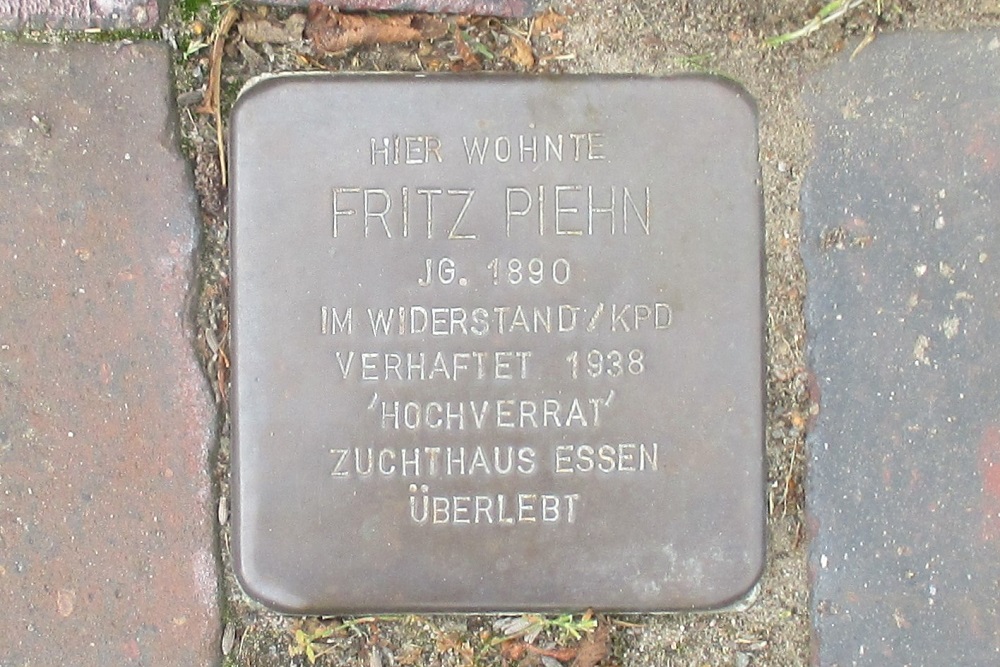 HIER WOHNTE
FRITZ PIEHN
JG. 1890
IM WIDERSTAND / KPD
VERHAFTET 1938
'HOCHVERRAT'
ZUCHTHAUS ESSEN
ÜBERLEBT